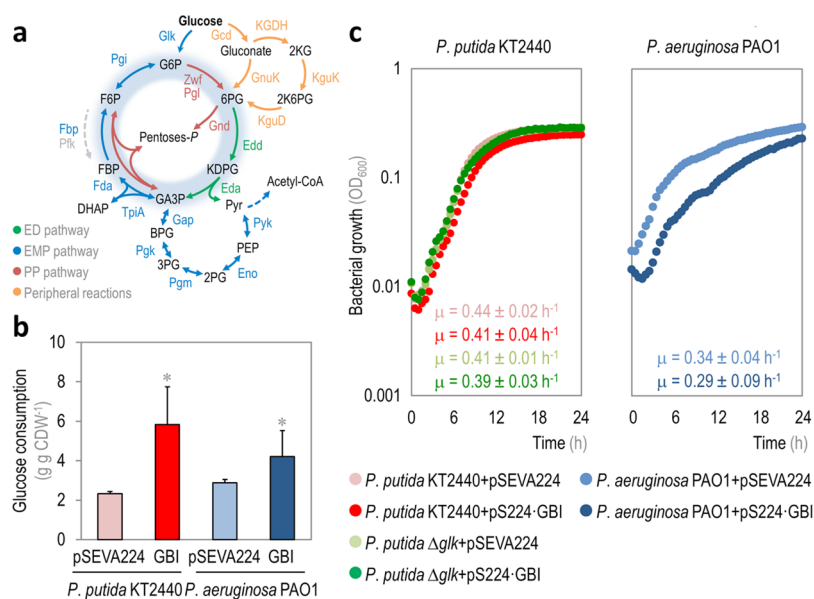 a
Glucose
Glk
Gcd
KGDH
Gluconate
2KG
Pgi
G6P
GnuK
KguK
Zwf
Pgl
F6P
6PG
2K6PG
KguD
Gnd
Fbp
Pfk
Pentoses-P
Edd
FBP
KDPG
Acetyl-CoA
Fda
Eda
GA3P
Pyr
DHAP
TpiA
Gap
Pyk
BPG
Pgk
PEP
3PG
2PG
Eno
Pgm
ED pathway
EMP pathway
PP pathway
Peripheral reactions
b
Glucose consumption
(g g CDW-1)
10
8
6
4
2
0
*
*
pSEVA224 GBI pSEVA224 GBI
P. putida KT2440 P. aeruginosa PAO1
c
P. putida KT2440
P. aeruginosa PAO1
Bacterial growth (OD600)
1
0.1
0.01
0.001
μ = 0.44 ± 0.02 h-1
μ = 0.41 ± 0.04 h-1
μ = 0.41 ± 0.01 h-1
μ = 0.39 ± 0.03 h-1
μ = 0.34 ± 0.04 h-1
μ = 0.29 ± 0.09 h-1
0 6 12 18 24
0 6 12 18 24
Time (h)
Time (h)
P. putida KT2440+pSEVA224
P. aeruginosa PAO1+pSEVA224
P. putida KT2440+pS224·GBI
P. aeruginosa PAO1+pS224·GBI
P. putida Δglk+pSEVA224
P. putida Δglk+pS224·GBI